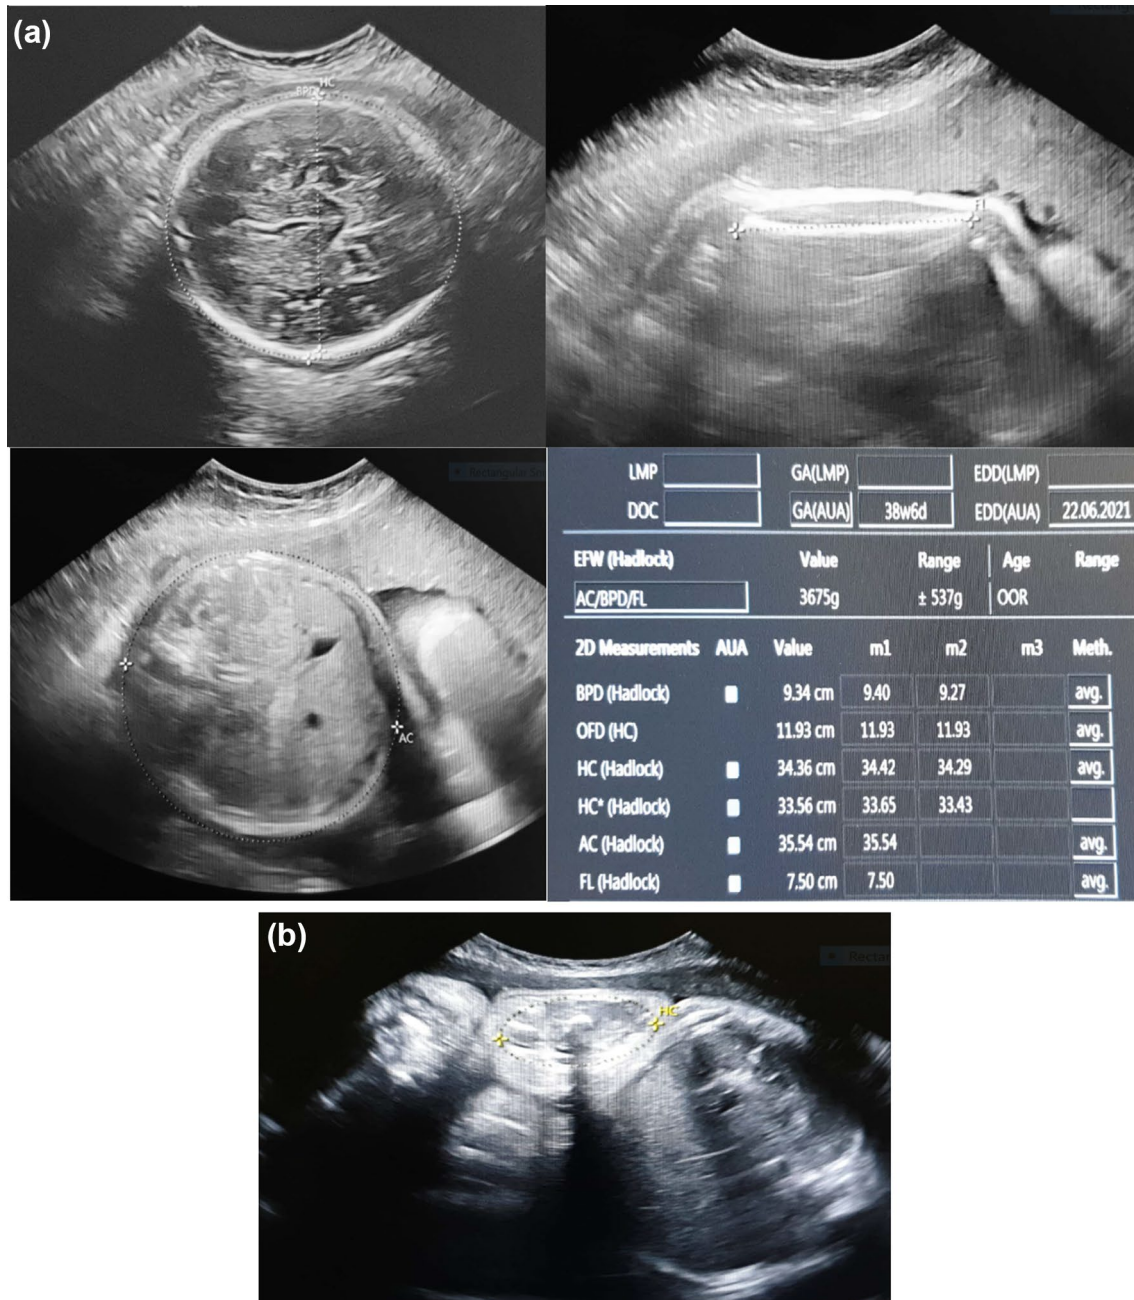 (a)
HC
BPD
FL
Rectangular
AC
LMP GA(LMP) EDD(LMP)
DOC GA(AUA) 38w6d EDD(AUA) 22.06.2021
EFW (Hadlock) Value Range Age Range
AC/BPD/FL 3675g ± 537g OOR
2D Measurements AUA Value m1 m2 m3 Meth.
BPD (Hadlock) 9.34 cm 9.40 9.27 avg.
OFD (HC) 11.93 cm 11.93 11.93 avg.
HC (Hadlock) 34.36 cm 34.42 34.29 avg.
HC* (Hadlock) 33.56 cm 33.65 33.43
AC (Hadlock) 35.54 cm 35.54 avg.
FL (Hadlock) 7.50 cm 7.50 avg.
(b)
HC